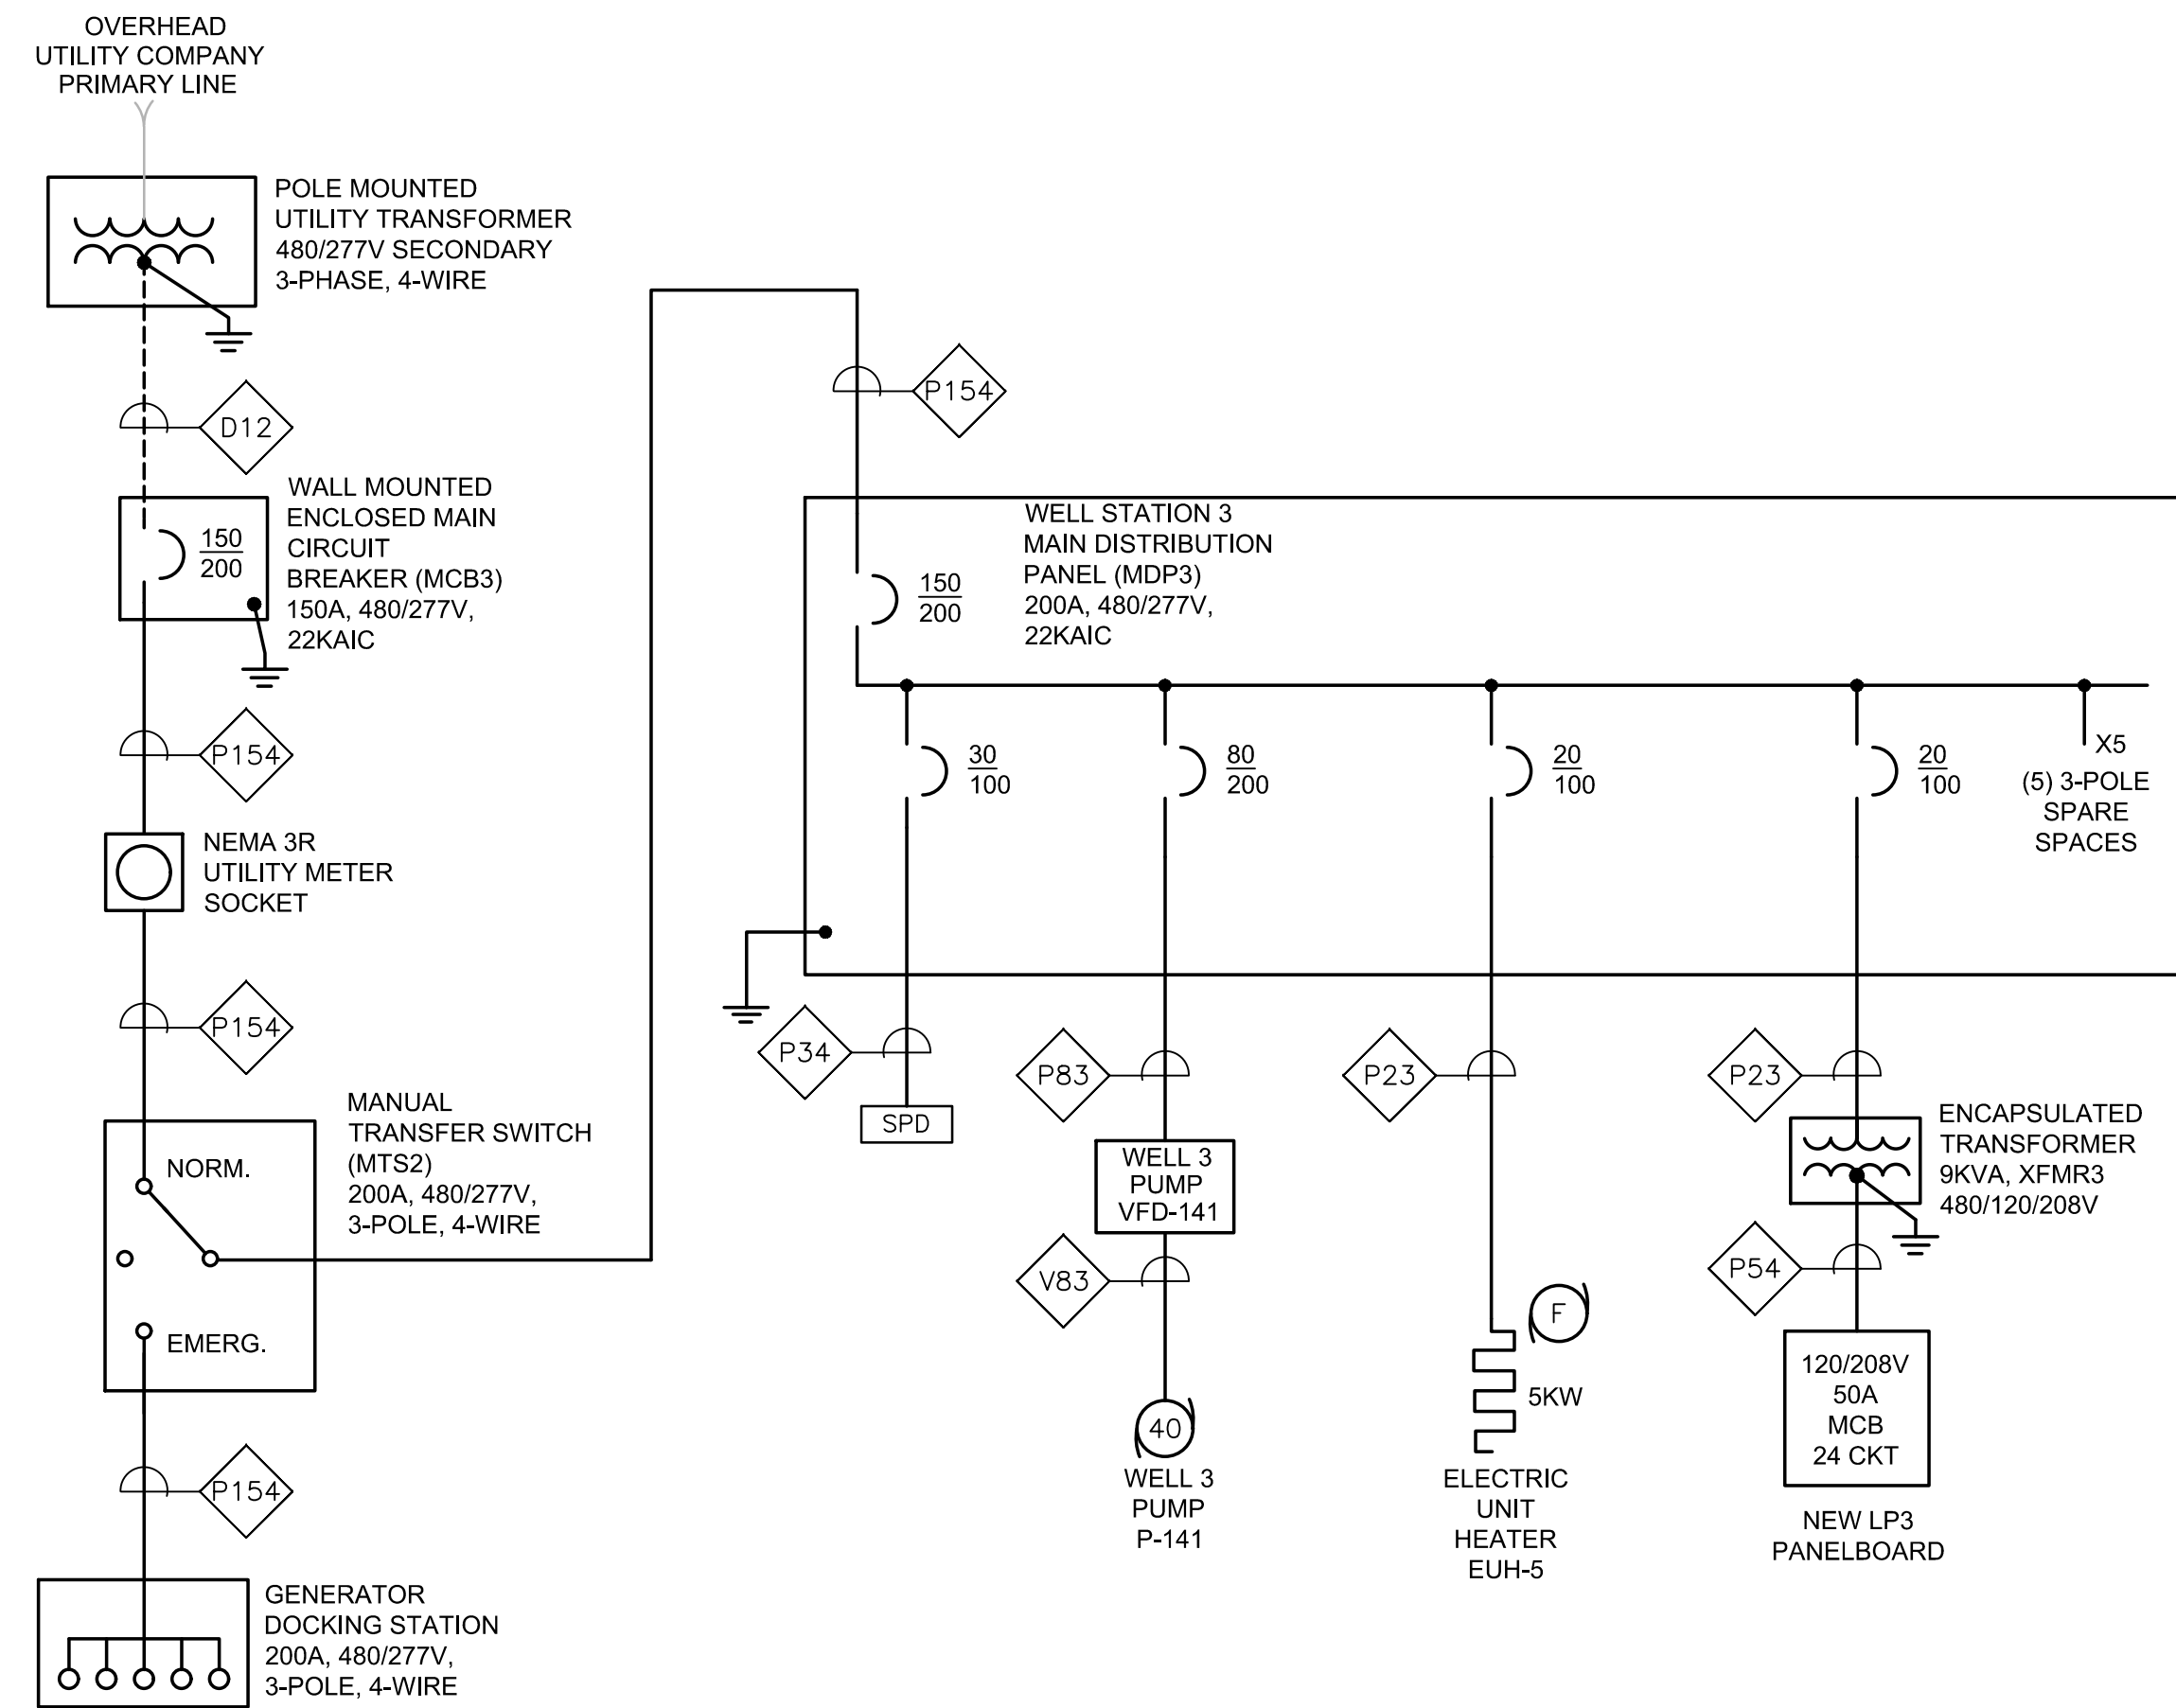 OVERHEAD
UTILITY COMPANY
PRIMARY LINE
POLE MOUNTED
UTILITY TRANSFORMER
480/277V SECONDARY
3-PHASE, 4-WIRE
D12
WALL MOUNTED
ENCLOSED MAIN
CIRCUIT
BREAKER (MCB3)
150A, 480/277V,
22KAIC
150
200
P154
NEMA 3R
UTILITY METER
SOCKET
P154
MANUAL
TRANSFER SWITCH
(MTS2)
200A, 480/277V,
3-POLE, 4-WIRE
NORM.
EMERG.
P154
GENERATOR
DOCKING STATION
200A, 480/277V,
3-POLE, 4-WIRE
P154
WELL STATION 3
MAIN DISTRIBUTION
PANEL (MDP3)
200A, 480/277V,
22KAIC
150
200
30
100
80
200
20
100
20
100
X5
(5) 3-POLE
SPARE
SPACES
P34
SPD
P83
WELL 3
PUMP
VFD-141
V83
40
WELL 3
PUMP
P-141
P23
F
5KW
ELECTRIC
UNIT
HEATER
EUH-5
P23
ENCAPSULATED
TRANSFORMER
9KVA, XFMR3
480/120/208V
P54
120/208V
50A
MCB
24 CKT
NEW LP3
PANELBOARD